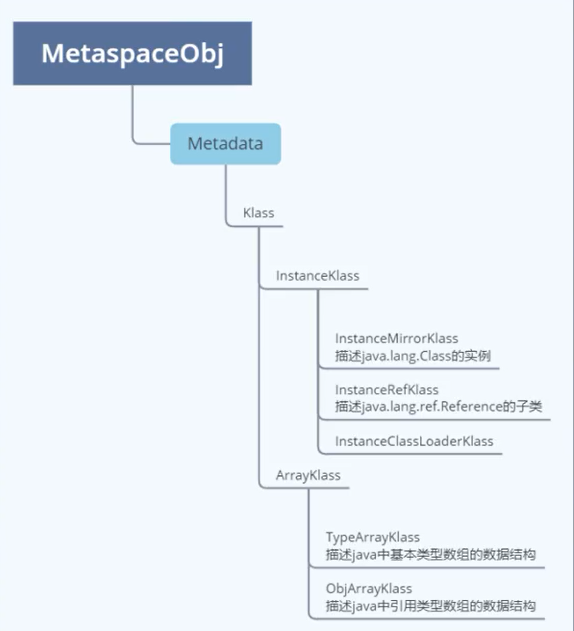 MetaspaceObj
Metadata
Klass
InstanceKlass
InstanceMirrorKlass
描述java.lang.Class的实例
InstanceRefKlass
描述java.lang.ref.Reference的子类
InstanceClassLoaderKlass
ArrayKlass
TypeArrayKlass
描述java中基本类型数组的数据结构
ObjArrayKlass
描述java中引用类型数组的数据结构